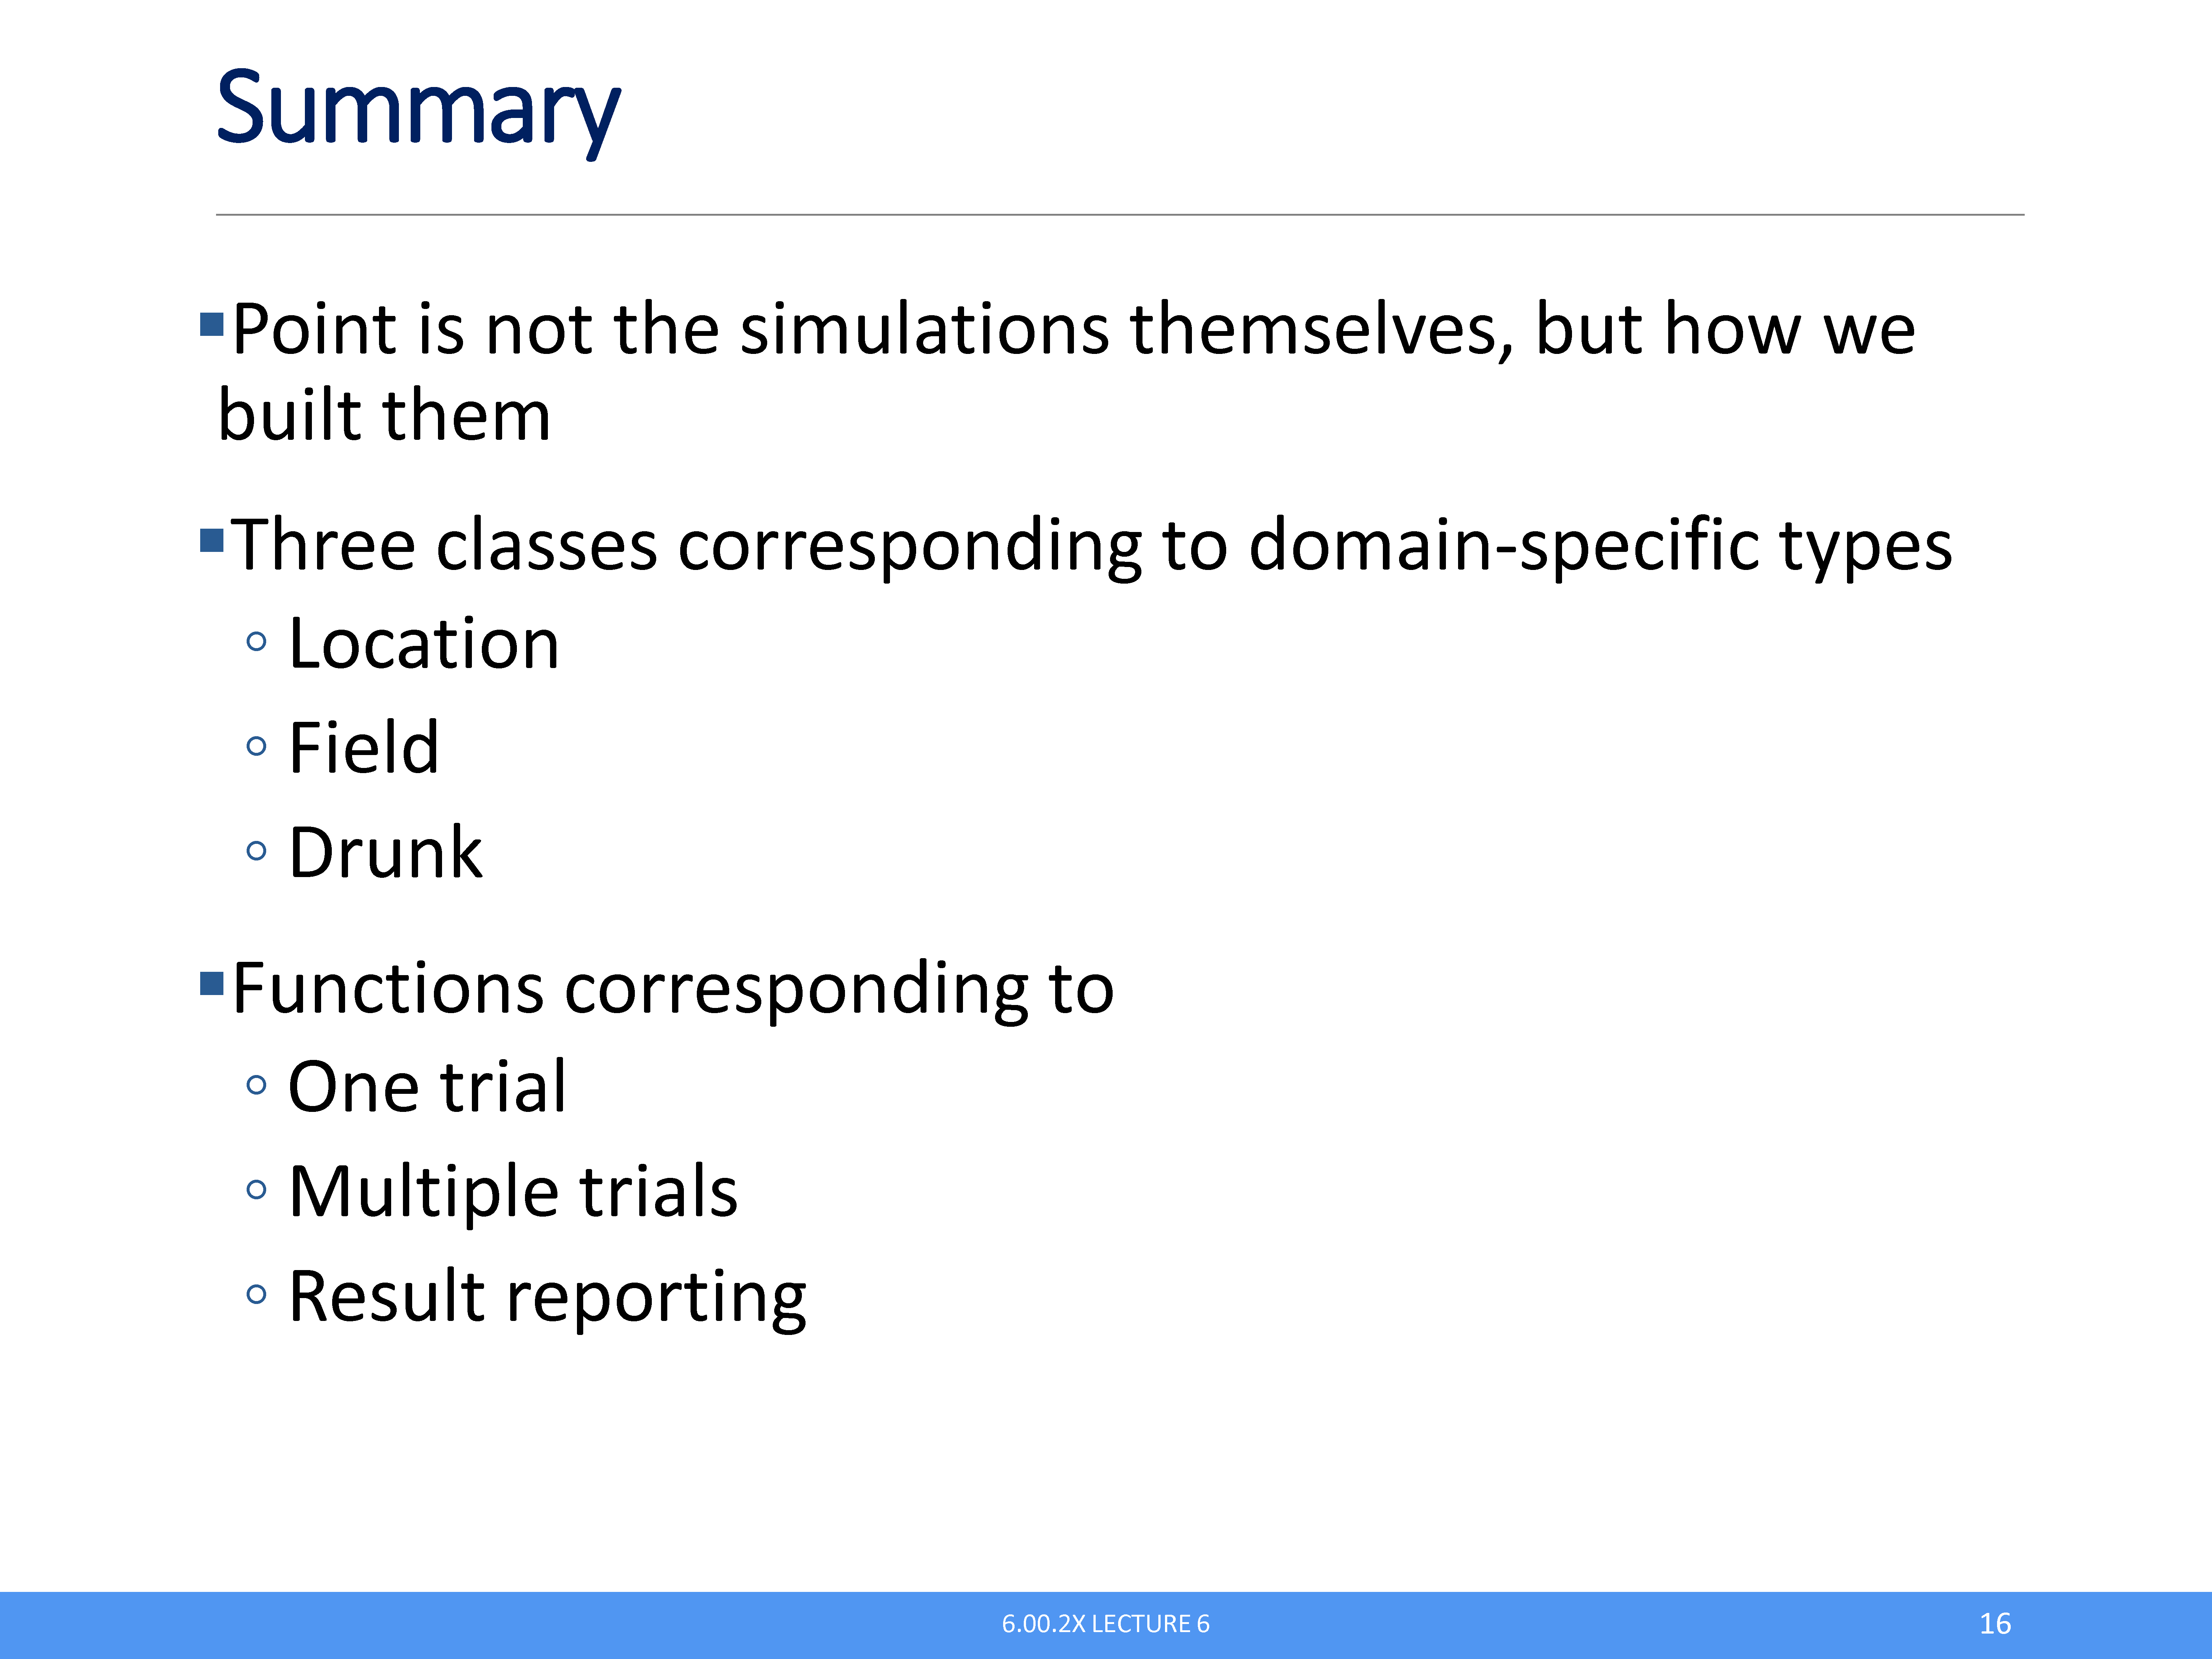 Summary
▪Point is not the simulations themselves, but how we
built them
▪Three classes corresponding to domain-specific types
◦ Location
◦ Field
◦ Drunk
▪Functions corresponding to
◦ One trial
◦ Multiple trials
◦ Result reporting
6.00.2X LECTURE 6
16